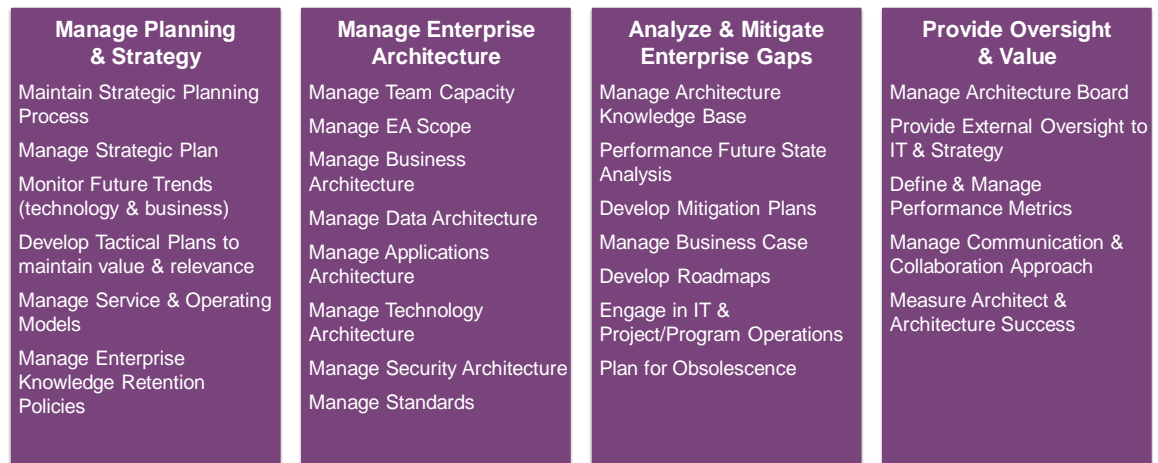 Manage Planning
& Strategy
Maintain Strategic Planning
Process
Manage Strategic Plan
Monitor Future Trends
(technology & business)
Develop Tactical Plans to
maintain value & relevance
Manage Service & Operating
Models
Manage Enterprise
Knowledge Retention
Policies
Manage Enterprise
Architecture
Manage Team Capacity
Manage EA Scope
Manage Business
Architecture
Manage Data Architecture
Manage Applications
Architecture
Manage Technology
Architecture
Manage Security Architecture
Manage Standards
Analyze & Mitigate
Enterprise Gaps
Manage Architecture
Knowledge Base
Performance Future State
Analysis
Develop Mitigation Plans
Manage Business Case
Develop Roadmaps
Engage in IT &
Project/Program Operations
Plan for Obsolescence
Provide Oversight
& Value
Manage Architecture Board
Provide External Oversight to
IT & Strategy
Define & Manage
Performance Metrics
Manage Communication &
Collaboration Approach
Measure Architect &
Architecture Success